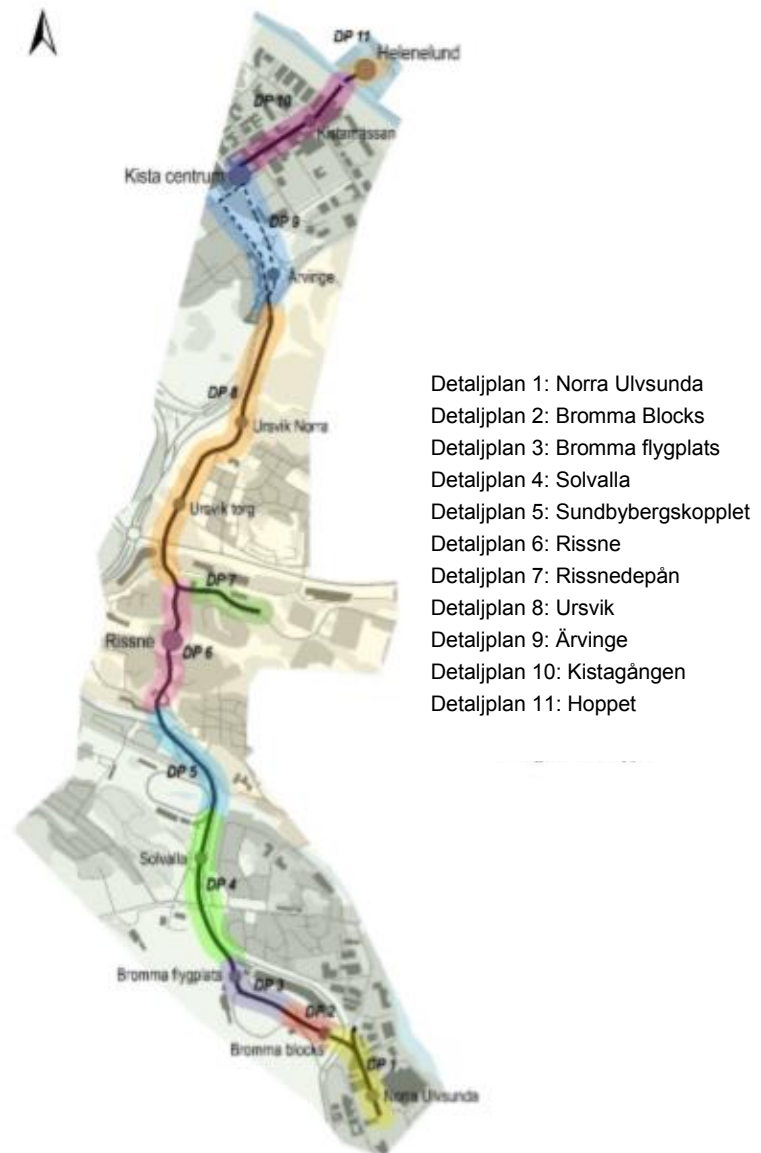 DP 11
Helenelund
DP 10
Kistamässan
Kista centrum
DP 9
Ärvinge
DP 8
Ursvik Norra
Ursvik torg
DP 7
Rissne
DP 6
DP 5
Solvalla
DP 4
Bromma flygplats
DP 3
DP 2
Bromma blocks
DP 1
Norra Ulvsunda
Detaljplan 1: Norra Ulvsunda
Detaljplan 2: Bromma Blocks
Detaljplan 3: Bromma flygplats
Detaljplan 4: Solvalla
Detaljplan 5: Sundbybergskopplet
Detaljplan 6: Rissne
Detaljplan 7: Rissnedepån
Detaljplan 8: Ursvik
Detaljplan 9: Ärvinge
Detaljplan 10: Kistagången
Detaljplan 11: Hoppet